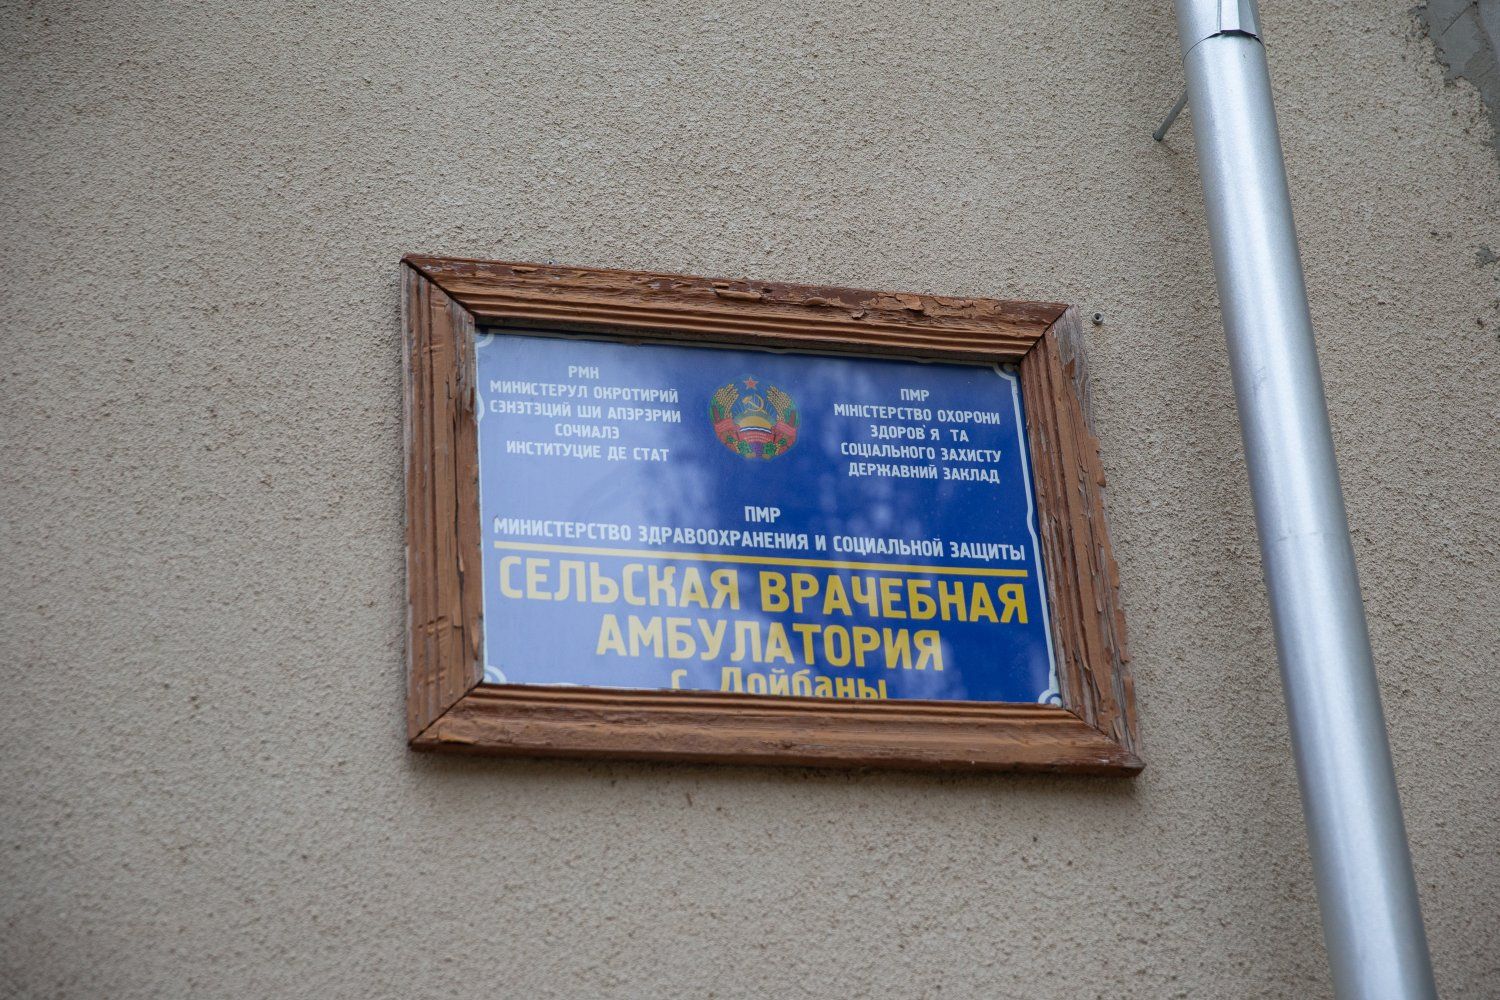 РМН
МИНИСТЕРУЛ ОКРОТИРИЙ
СЭНЭТЭЦИЙ ШИ АПЭРЭРИИ
СОЧИАЛЭ
ИНСТИТУЦИЕ ДЕ СТАТ
ПМР
МІНІСТЕРСТВО ОХОРОНИ
ЗДОРОВ'Я ТА
СОЦІАЛЬНОГО ЗАХИСТУ
ДЕРЖАВНИЙ ЗАКЛАД
ПМР
МИНИСТЕРСТВО ЗДРАВООХРАНЕНИЯ И СОЦИАЛЬНОЙ ЗАЩИТЫ
СЕЛЬСКАЯ ВРАЧЕБНАЯ
АМБУЛАТОРИЯ
с. Дойбаны